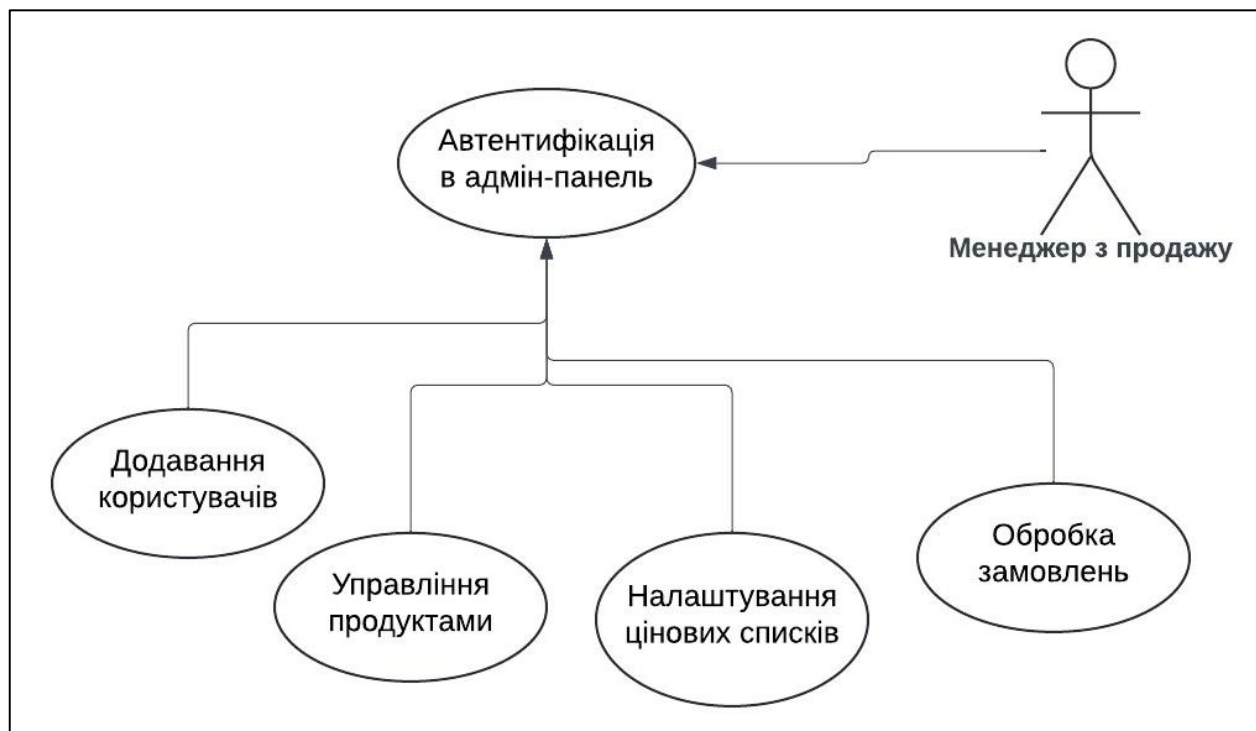 Автентифікація
в адмін-панель
Менеджер з продажу
Додавання
користувачів
Управління
продуктами
Налаштування
цінових списків
Обробка
замовлень